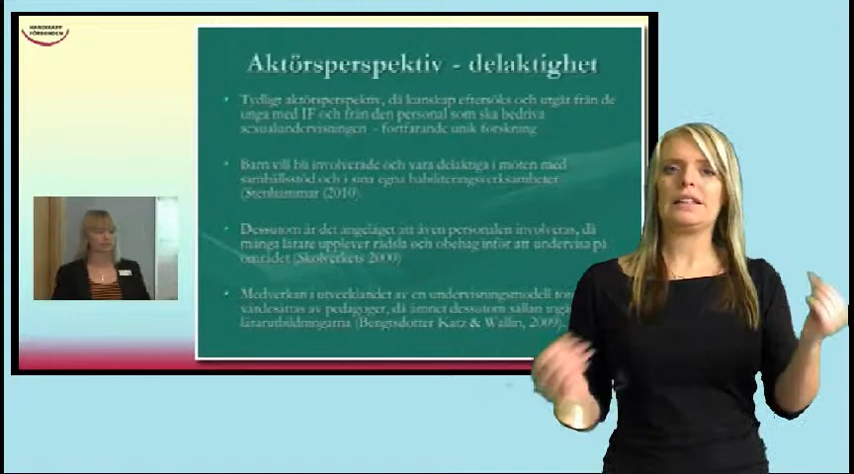 HANDIKAPP
FÖRBUNDEN
Aktörsperspektiv - delaktighet
• Tydligt aktörsperspektiv, då kunskap eftersöks och utgår från de
unga med IF och från den personal som ska bedriva
sexualundervisningen - fortfarande unik forskning
• Barn vill bli involverade och vara delaktiga i möten med
samhällsstöd och i sina egna habiliteringsverksamheter
(Stenhammar (2010).
• Dessutom är det angeläget att även personalen involveras, då
många lärare upplever rädsla och obehag inför att undervisa på
området (Skolverkets 2000)
• Medverkan i utvecklandet av en undervisningsmodell
värdesättas av pedagoger, då ämnet dessutom sällan
lärarutbildningarna (Bengtsdotter Katz & Wallin, 2009).